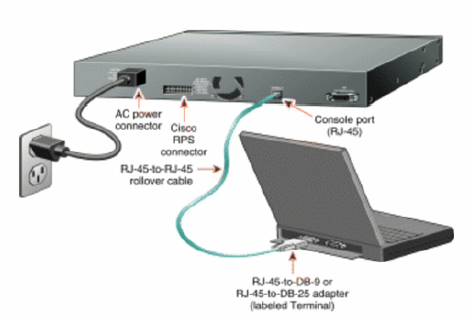 AC power
connector
Cisco
RPS
connector
Console port
(RJ-45)
RJ-45-to-RJ-45
rollover cable
RJ-45-to-DB-9 or
RJ-45-to-DB-25 adapter
(labeled Terminal)